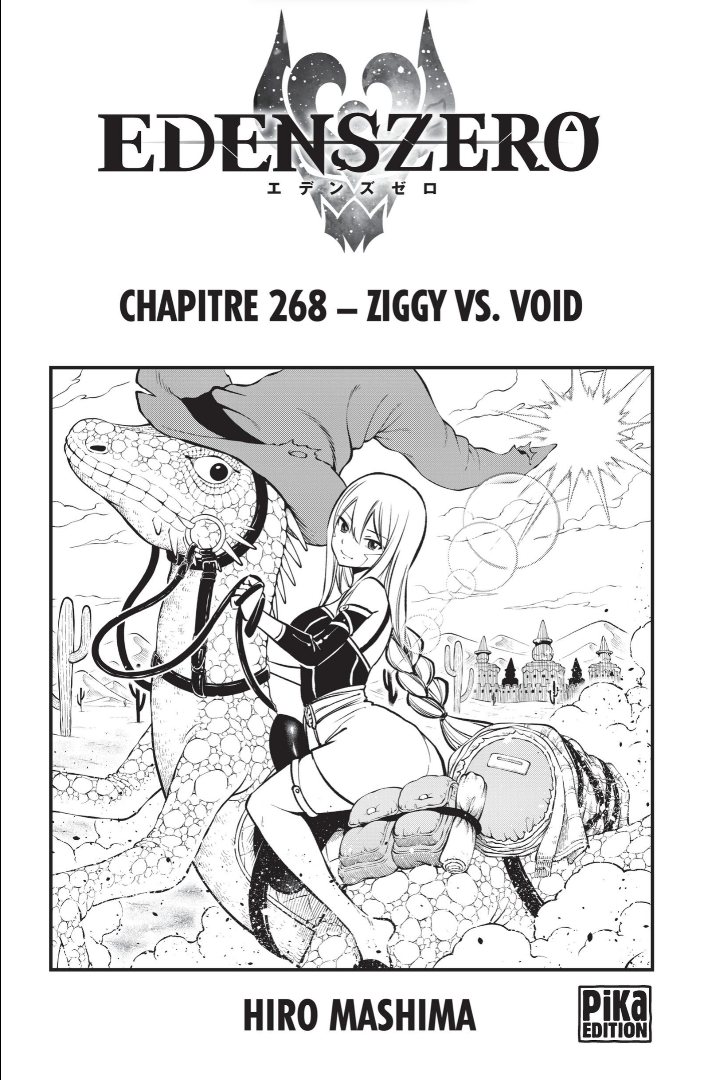 EDENSZERO
エデンズゼロ
CHAPITRE 268 – ZIGGY VS. VOID
HIRO MASHIMA
PiKa
EDITION